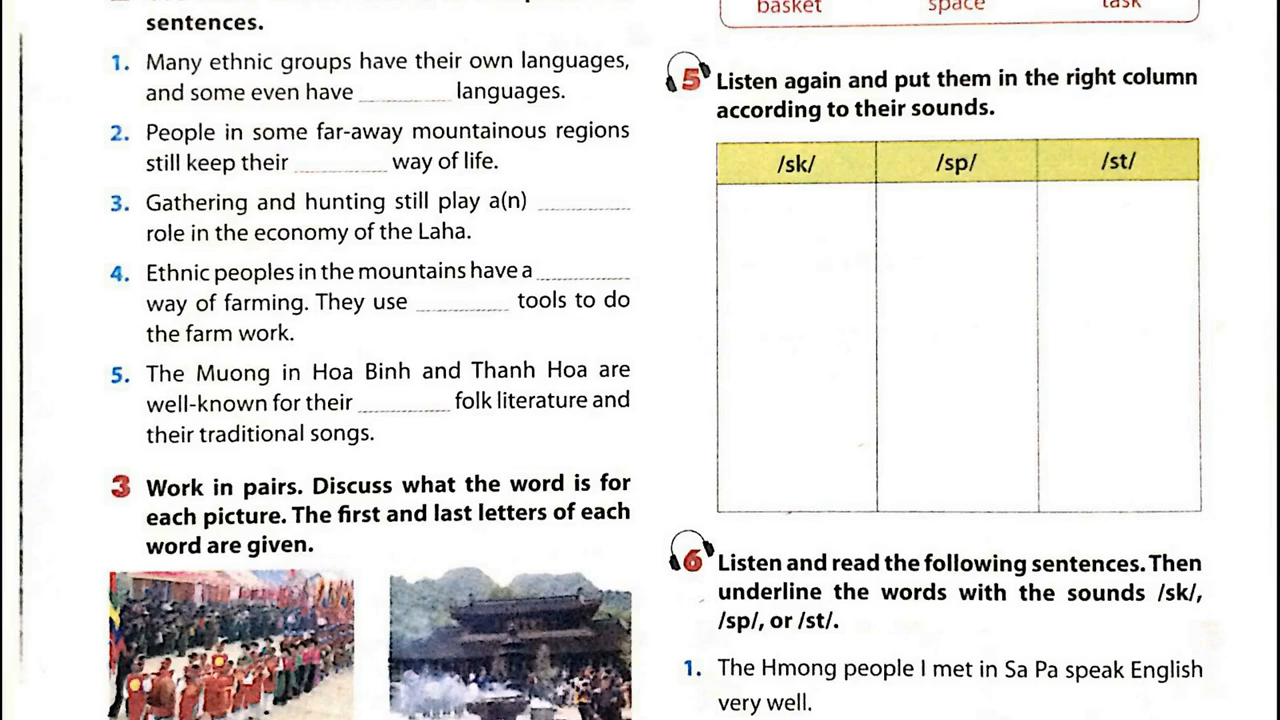 sentences.
1. Many ethnic groups have their own languages,
and some even have languages.
2. People in some far-away mountainous regions
still keep their way of life.
3. Gathering and hunting still play a(n)
role in the economy of the Laha.
4. Ethnic peoples in the mountains have a
way of farming. They use tools to do
the farm work.
5. The Muong in Hoa Binh and Thanh Hoa are
well-known for their folk literature and
their traditional songs.
3 Work in pairs. Discuss what the word is for
each picture. The first and last letters of each
word are given.
basket space task
5 Listen again and put them in the right column
according to their sounds.
/sk/ /sp/ /st/
6 Listen and read the following sentences. Then
underline the words with the sounds /sk/,
/sp/, or /st/.
1. The Hmong people I met in Sa Pa speak English
very well.